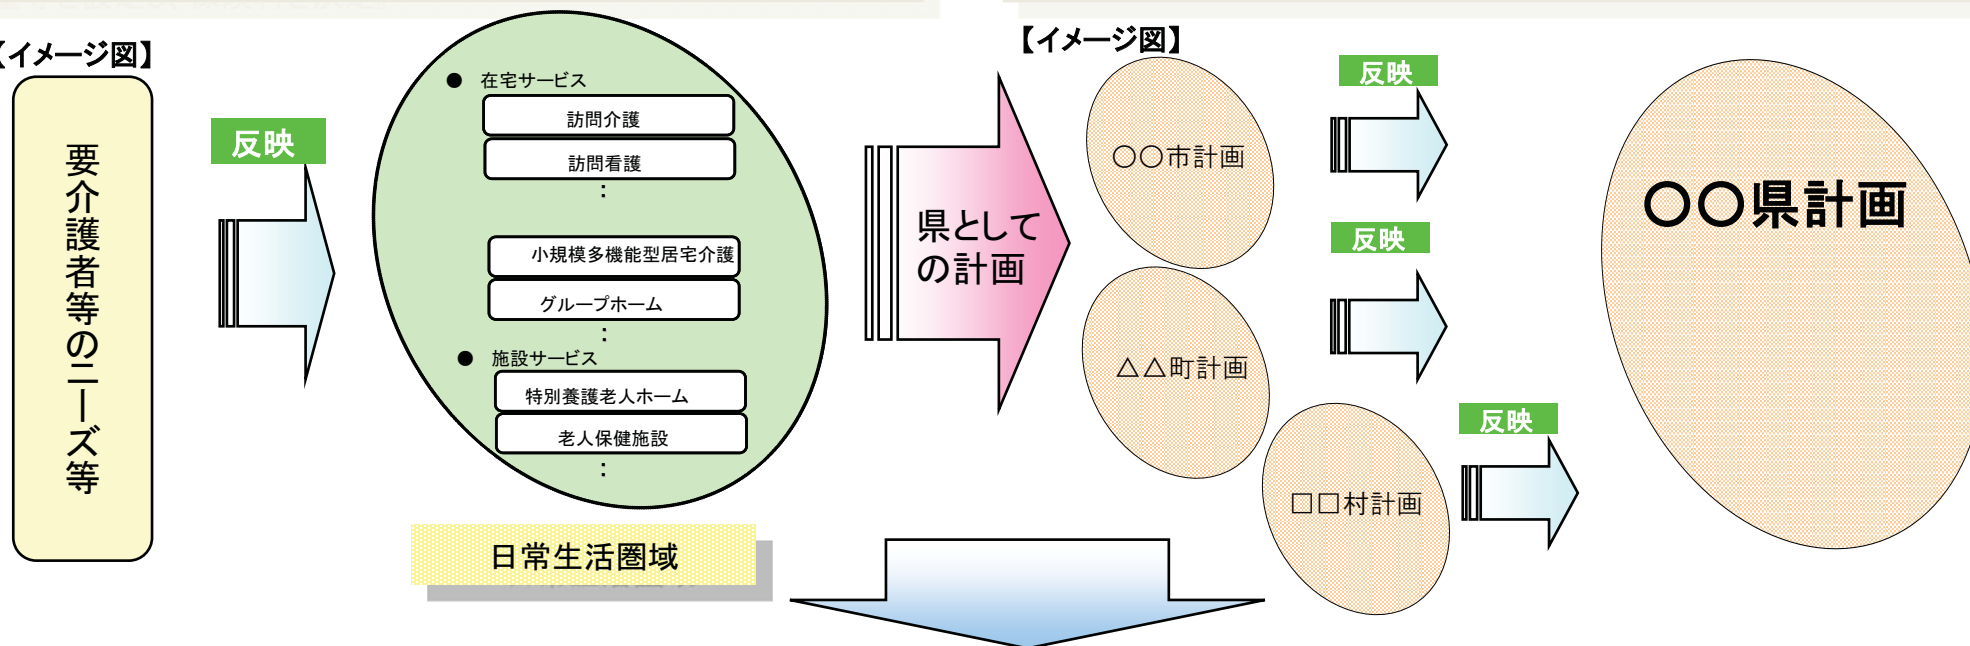 【イメージ図】
要介護者等のニーズ等
反映
● 在宅サービス
訪問介護
訪問看護
:
小規模多機能型居宅介護
グループホーム
:
● 施設サービス
特別養護老人ホーム
老人保健施設
:
日常生活圏域
県として
の計画
【イメージ図】
〇〇市計画
反映
△△町計画
反映
□□村計画
反映
〇〇県計画